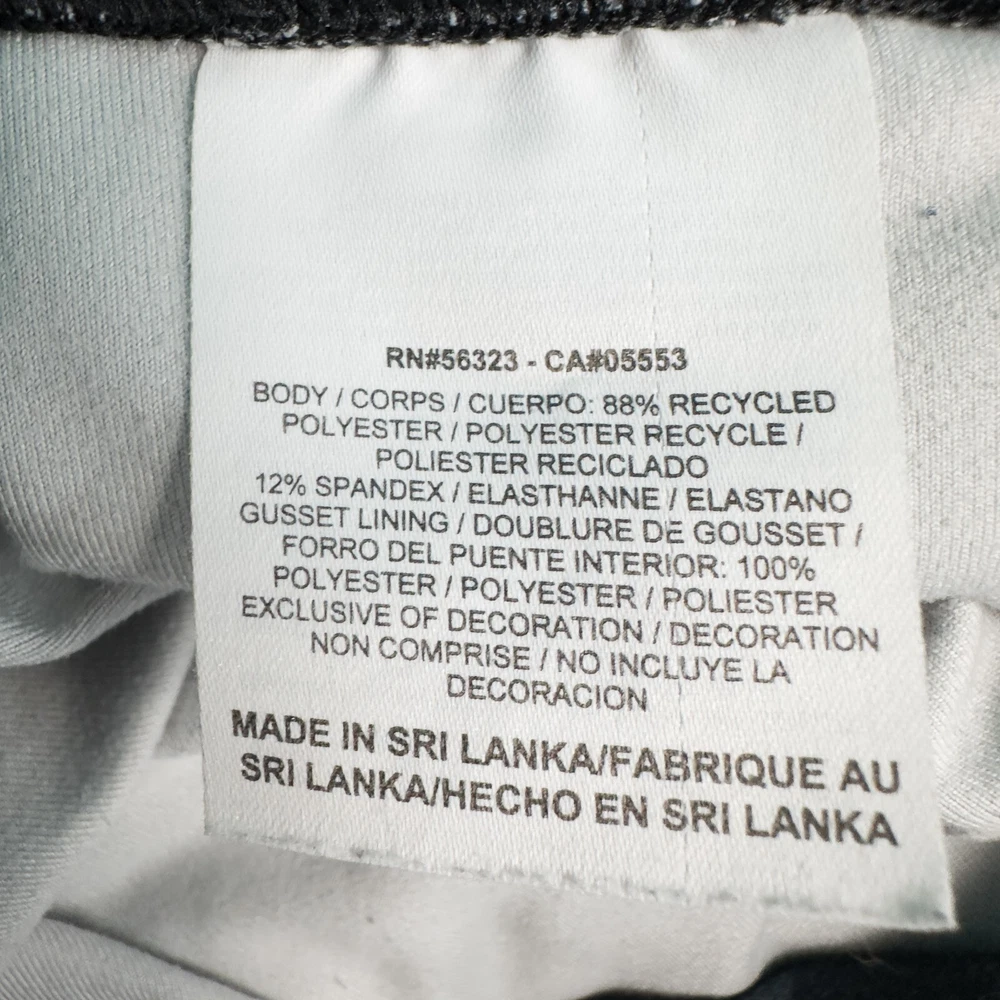 RN#56323 - CA#05553
BODY / CORPS / CUERPO: 88% RECYCLED
POLYESTER / POLYESTER RECYCLE /
POLIESTER RECICLADO
12% SPANDEX / ELASTHANNE / ELASTANO
GUSSET LINING / DOUBLURE DE GOUSSET /
FORRO DEL PUENTE INTERIOR: 100%
POLYESTER / POLYESTER / POLIESTER
EXCLUSIVE OF DECORATION / DECORATION
NON COMPRISE / NO INCLUYE LA
DECORACION
MADE IN SRI LANKA/FABRIQUE AU
SRI LANKA/HECHO EN SRI LANKA